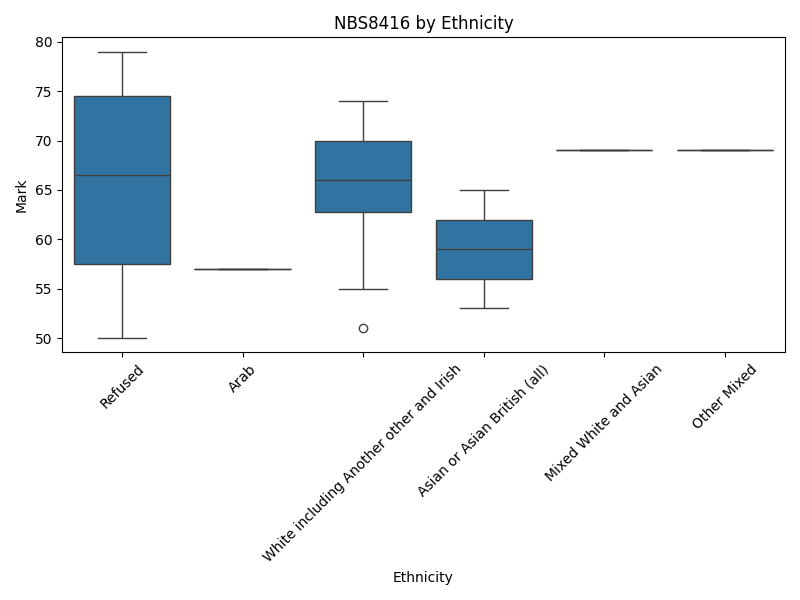 NBS8416 by Ethnicity
80
75
70
65
60
55
50
Mark
Refused
Arab
White including Another other and Irish
Asian or Asian British (all)
Mixed White and Asian
Other Mixed
Ethnicity